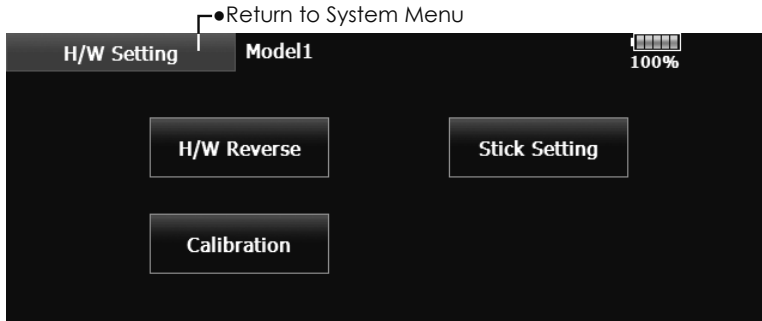 ●Return to System Menu
H/W Setting Model1
100%
H/W Reverse Stick Setting
Calibration